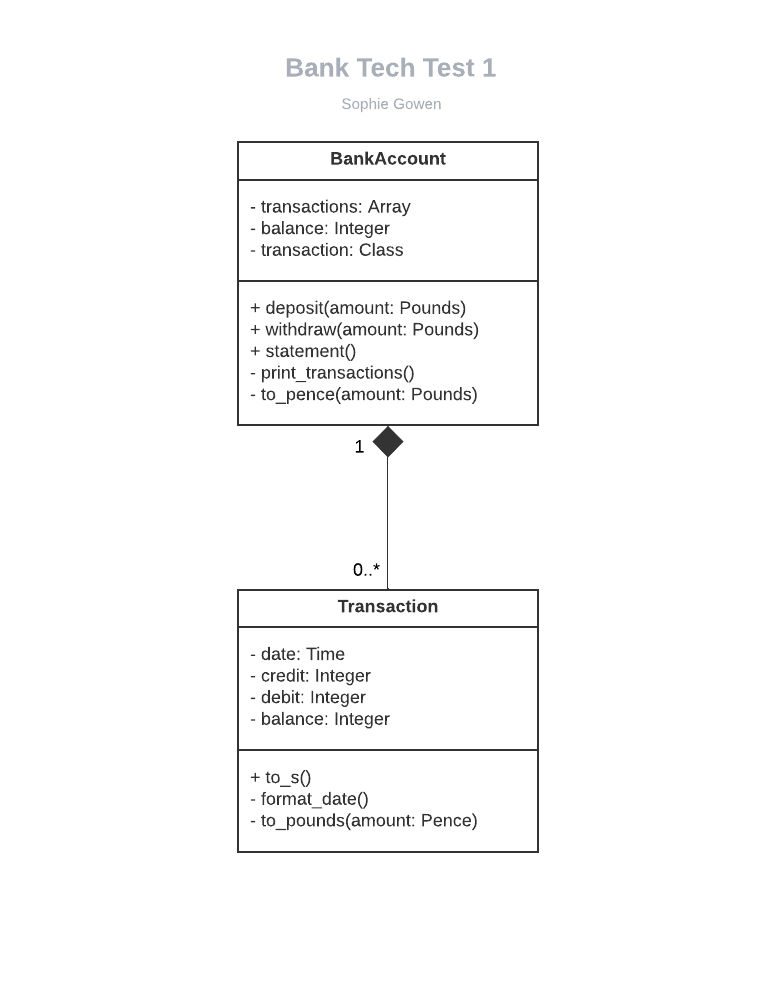 Bank Tech Test 1
Sophie Gowen
BankAccount
- transactions: Array
- balance: Integer
- transaction: Class
+ deposit(amount: Pounds)
+ withdraw(amount: Pounds)
+ statement()
- print_transactions()
- to_pence(amount: Pounds)
1
0..*
Transaction
- date: Time
- credit: Integer
- debit: Integer
- balance: Integer
+ to_s()
- format_date()
- to_pounds(amount: Pence)